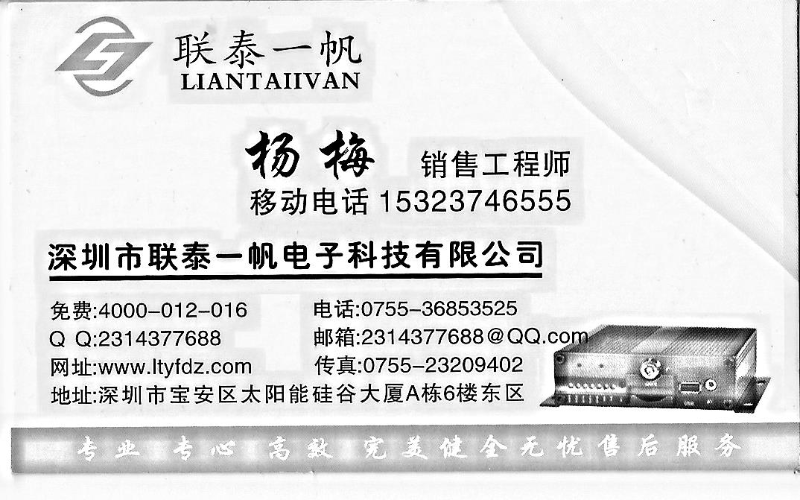 联泰一帆
LIANTAIIVAN
杨梅 销售工程师
移动电话 15323746555
深圳市联泰一帆电子科技有限公司
免费:4000-012-016 电话:0755-36853525
Q Q:2314377688 邮箱:2314377688@QQ.com
网址:www.ltyfdz.com 传真:0755-23209402
地址:深圳市宝安区太阳能硅谷大厦A栋6楼东区
专业 专心 高效 完美健全无忧售后服务